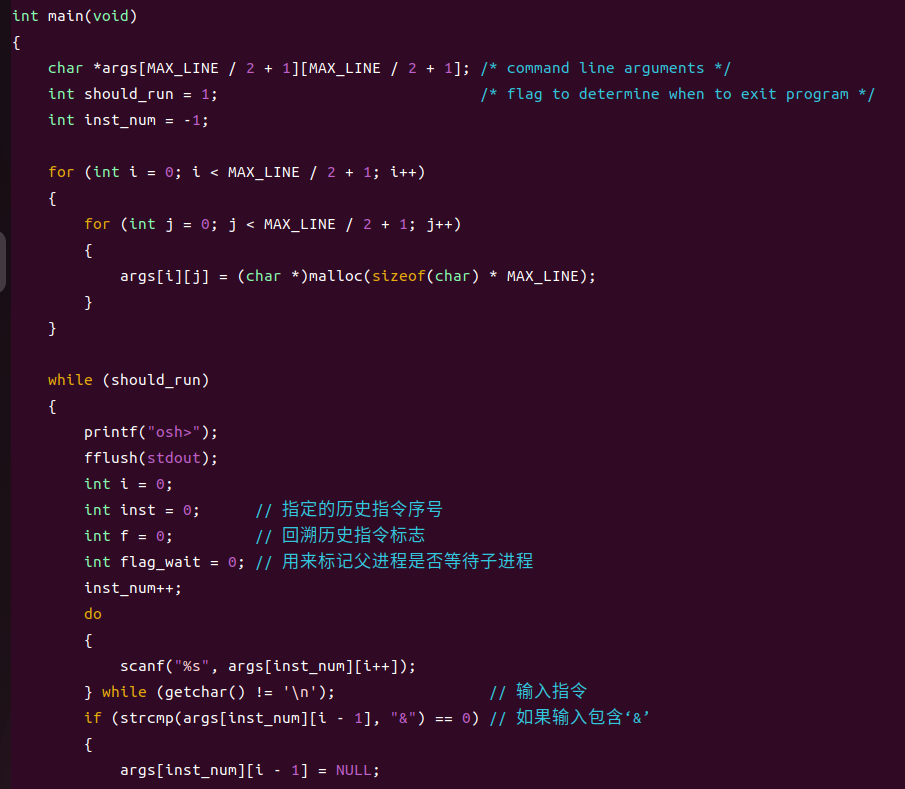 int main(void)
{
    char *args[MAX_LINE / 2 + 1][MAX_LINE / 2 + 1]; /* command line arguments */
    int should_run = 1;                             /* flag to determine when to exit program */
    int inst_num = -1;

    for (int i = 0; i < MAX_LINE / 2 + 1; i++)
    {
        for (int j = 0; j < MAX_LINE / 2 + 1; j++)
        {
            args[i][j] = (char *)malloc(sizeof(char) * MAX_LINE);
        }
    }

    while (should_run)
    {
        printf("osh>");
        fflush(stdout);
        int i = 0;
        int inst = 0;      // 指定的历史指令序号
        int f = 0;         // 回溯历史指令标志
        int flag_wait = 0; // 用来标记父进程是否等待子进程
        inst_num++;
        do
        {
            scanf("%s", args[inst_num][i++]);
        } while (getchar() != '\n');                 // 输入指令
        if (strcmp(args[inst_num][i - 1], "&") == 0) // 如果输入包含‘&’
        {
            args[inst_num][i - 1] = NULL;